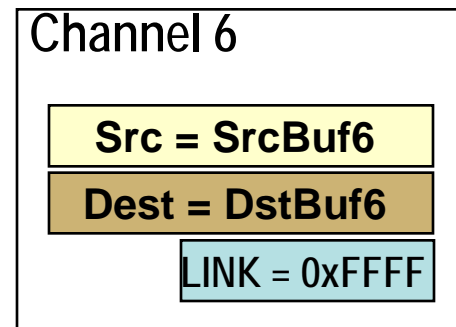 Channel 6
Src = SrcBuf6
Dest = DstBuf6
LINK = 0xFFFF